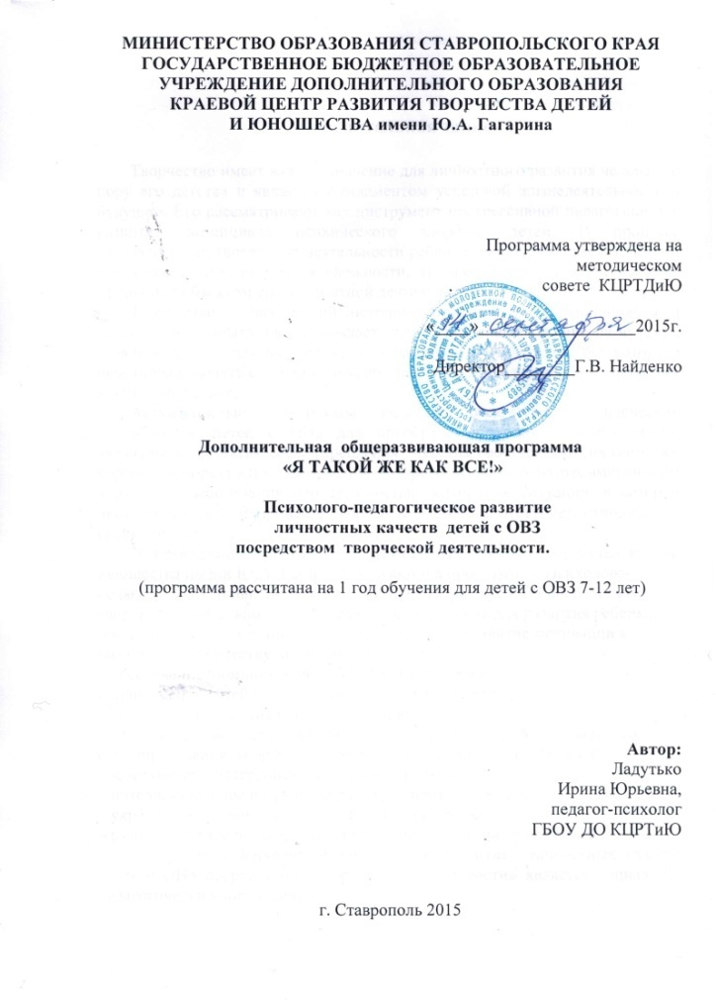 МИНИСТЕРСТВО ОБРАЗОВАНИЯ СТАВРОПОЛЬСКОГО КРАЯ
ГОСУДАРСТВЕННОЕ БЮДЖЕТНОЕ ОБРАЗОВАТЕЛЬНОЕ
УЧРЕЖДЕНИЕ ДОПОЛНИТЕЛЬНОГО ОБРАЗОВАНИЯ
КРАЕВОЙ ЦЕНТР РАЗВИТИЯ ТВОРЧЕСТВА ДЕТЕЙ
И ЮНОШЕСТВА имени Ю.А. Гагарина
Программа утверждена на
методическом
совете КЦРТДиЮ
« » сентября 2015г.
Директор Г.В. Найденко
Дополнительная общеразвивающая программа
«Я ТАКОЙ ЖЕ КАК ВСЕ!»
Психолого-педагогическое развитие
личностных качеств детей с ОВЗ
посредством творческой деятельности.
(программа рассчитана на 1 год обучения для детей с ОВЗ 7-12 лет)
Автор:
Ладутько
Ирина Юрьевна,
педагог-психолог
ГБОУ ДО КЦРТиЮ
г. Ставрополь 2015